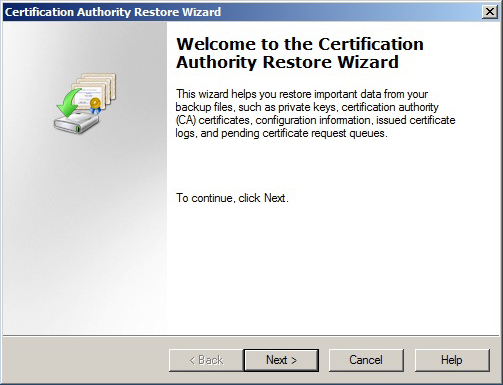 Certification Authority Restore Wizard
Welcome to the Certification
Authority Restore Wizard
This wizard helps you restore important data from your
backup files, such as private keys, certification authority
(CA) certificates, configuration information, issued certificate
logs, and pending certificate request queues.
To continue, click Next.
< Back Next > Cancel Help